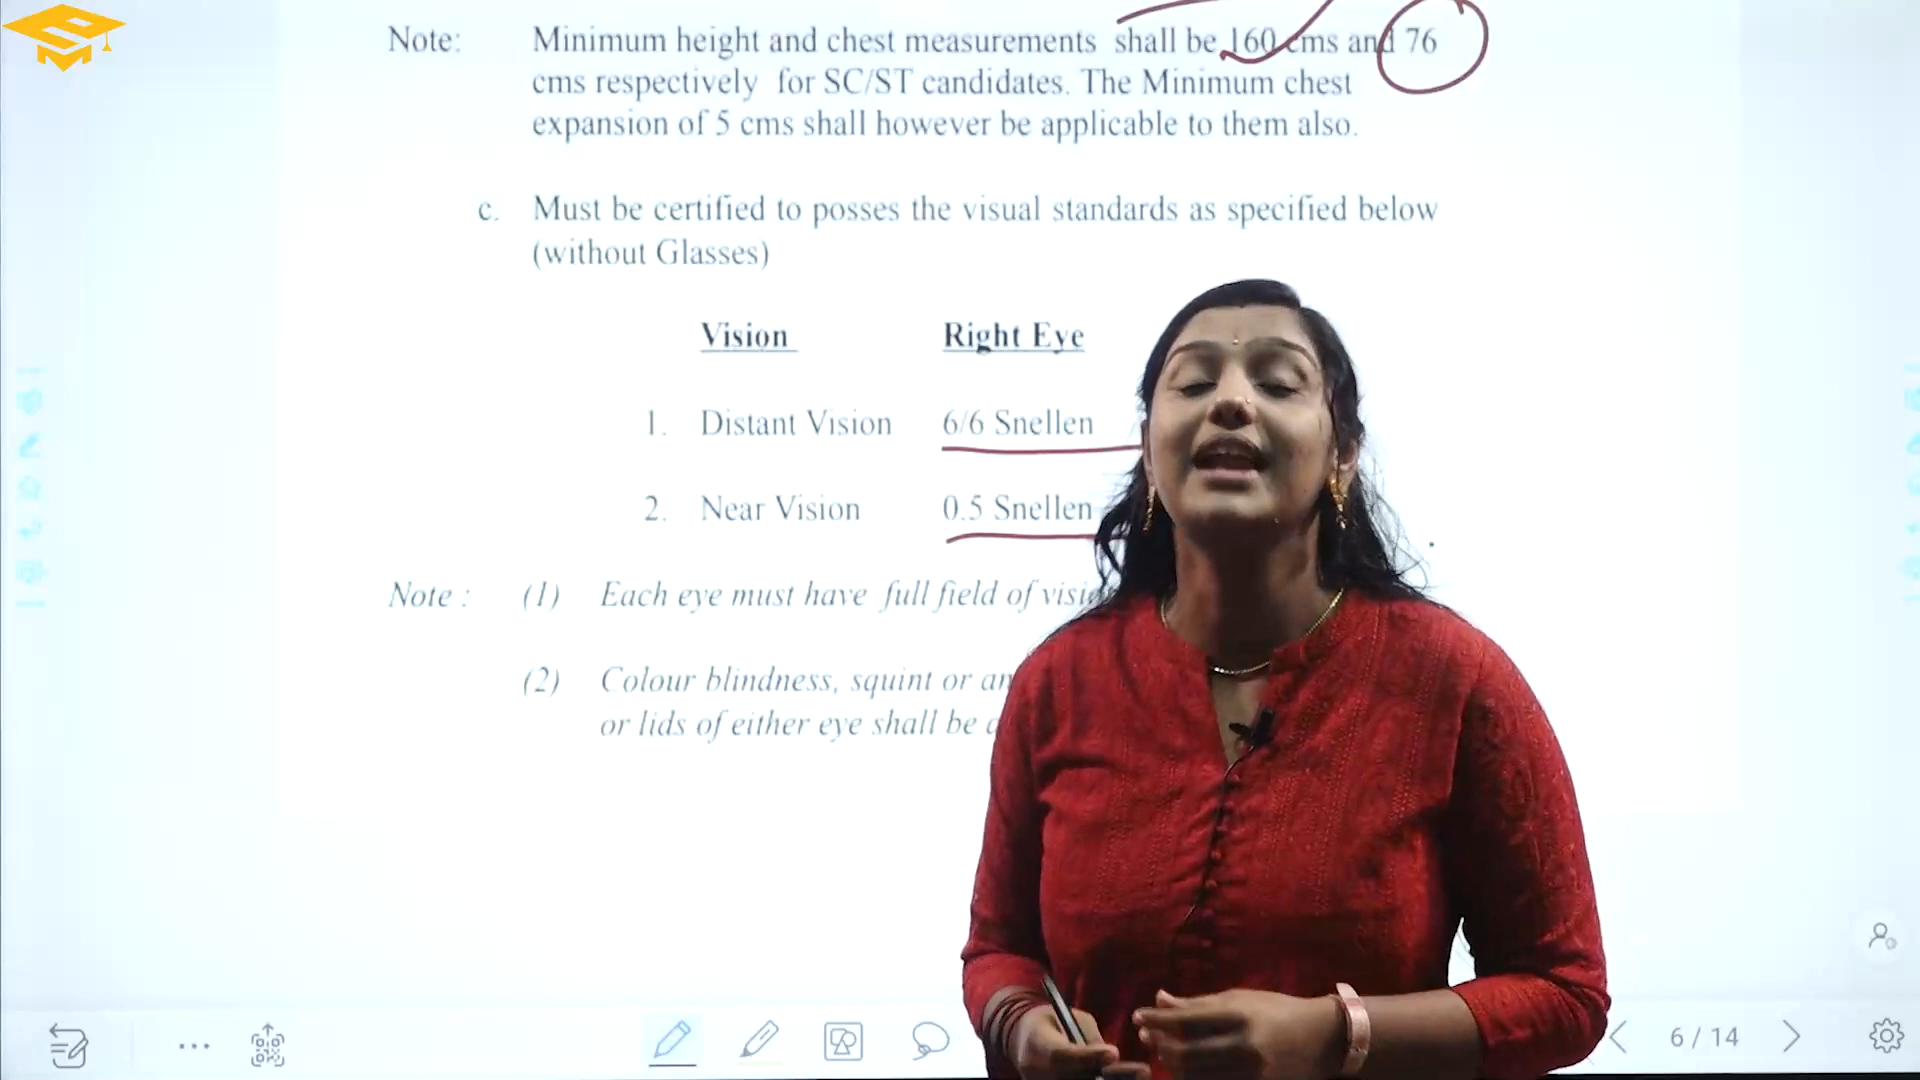 Note: Minimum height and chest measurements shall be 160 cms and 76
cms respectively for SC/ST candidates. The Minimum chest
expansion of 5 cms shall however be applicable to them also.
c. Must be certified to posses the visual standards as specified below
(without Glasses)
Vision Right Eye
1. Distant Vision 6/6 Snellen
2. Near Vision 0.5 Snellen
Note : (1) Each eye must have full field of
(2) Colour blindness, squint or
or lids of either eye shall be
6 / 14